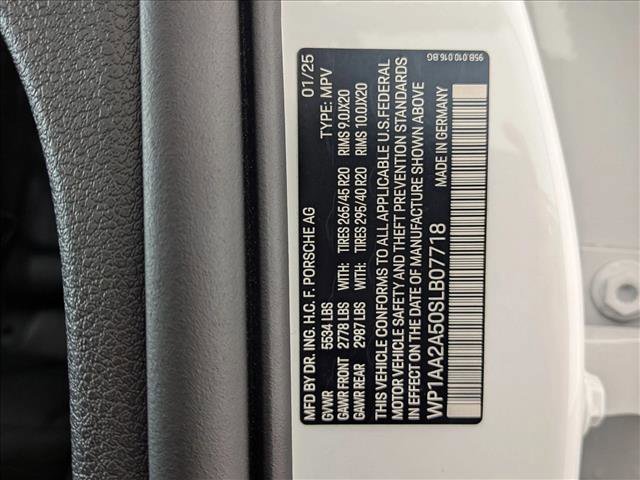 MFD BY DR. ING. H.C. F. PORSCHE AG 01/25
GVWR 5534 LBS TYPE: MPV
GAWR FRONT 2778 LBS WITH: TIRES 265/45 R20 RIMS 9.0JX20
GAWR REAR 2987 LBS WITH: TIRES 295/40 R20 RIMS 10.0JX20
THIS VEHICLE CONFORMS TO ALL APPLICABLE U.S. FEDERAL
MOTOR VEHICLE SAFETY AND THEFT PREVENTION STANDARDS
IN EFFECT ON THE DATE OF MANUFACTURE SHOWN ABOVE
WP1AA2A50SLB07718 MADE IN GERMANY
95B.010.016.BG